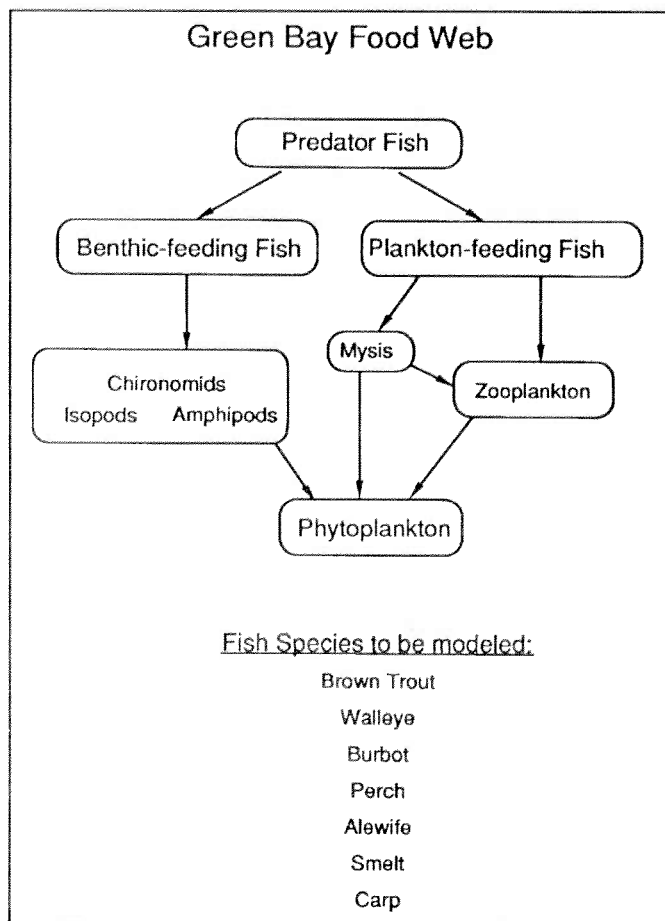 Green Bay Food Web
Predator Fish
Benthic-feeding Fish
Plankton-feeding Fish
Mysis
Chironomids
Isopods Amphipods
Zooplankton
Phytoplankton
Fish Species to be modeled:
Brown Trout
Walleye
Burbot
Perch
Alewife
Smelt
Carp